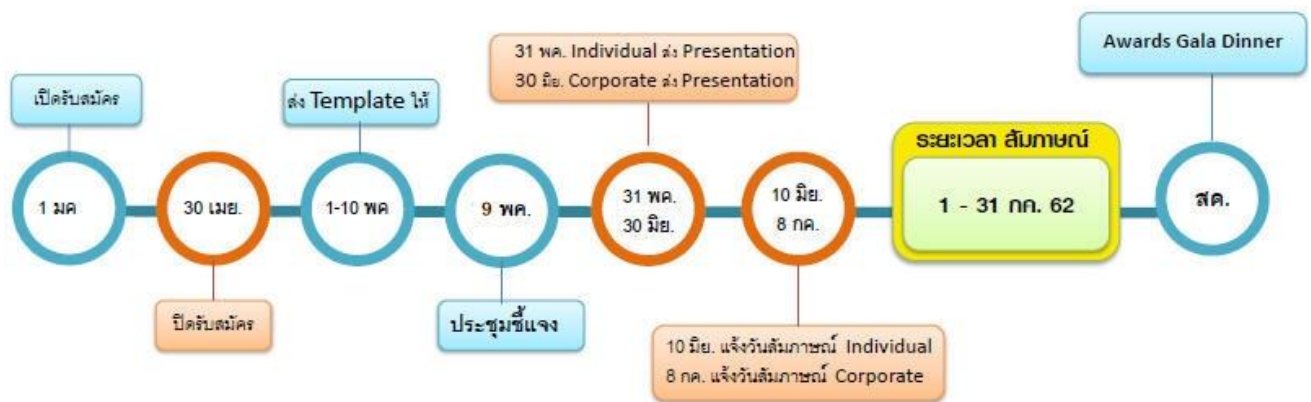 เปิดรับสมัคร
1 มค
30 เมย.
ปิดรับสมัคร
ส่ง Template ให้
1-10 พค
9 พค.
ประชุมชี้แจง
31 พค. Individual ส่ง Presentation
30 มิย. Corporate ส่ง Presentation
31 พค.
30 มิย.
10 มิย.
8 กค.
10 มิย. แจ้งวันสัมภาษณ์ Individual
8 กค. แจ้งวันสัมภาษณ์ Corporate
ระยะเวลา สัมภาษณ์
1 - 31 กค. 62
Awards Gala Dinner
สค.